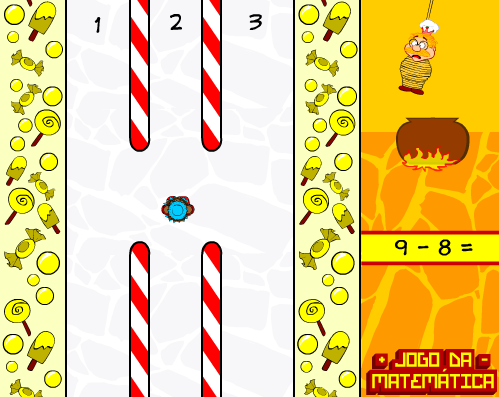 1 2 3
9 - 8 =
+ JOGO DA -
MATEMÁTICA